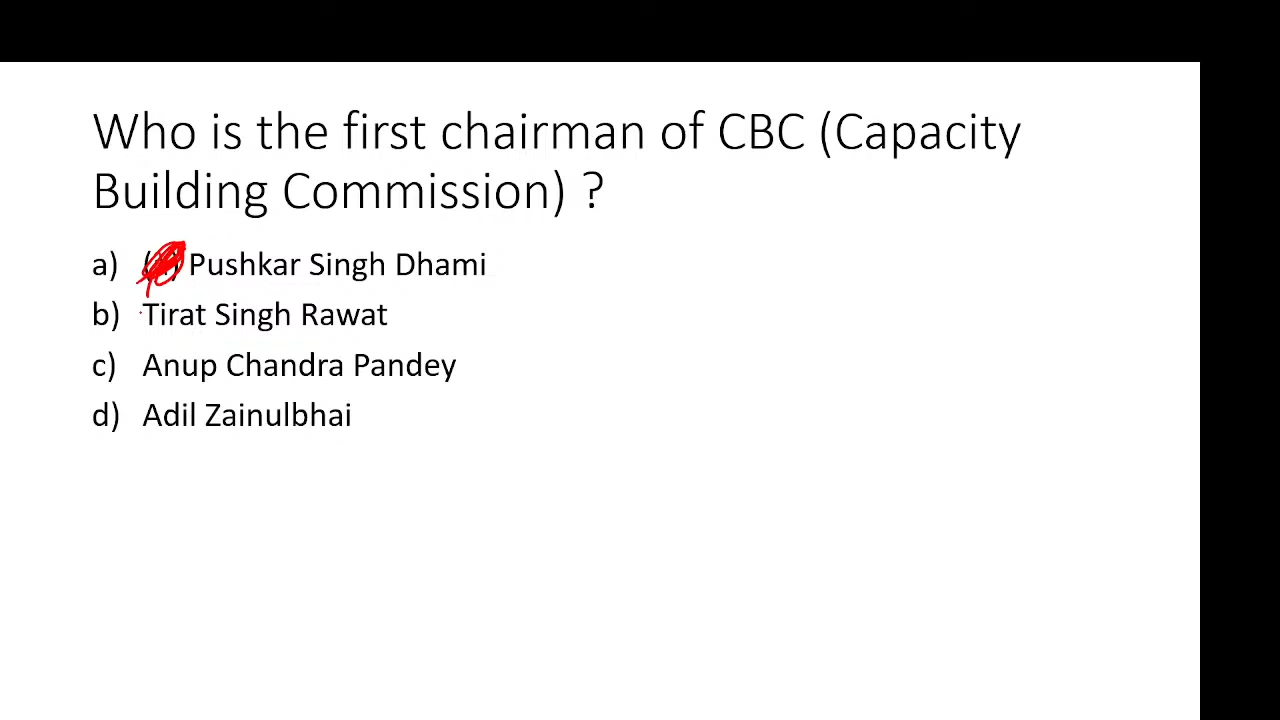 Who is the first chairman of CBC (Capacity
Building Commission) ?
a) Pushkar Singh Dhami
b) Tirat Singh Rawat
c) Anup Chandra Pandey
d) Adil Zainulbhai